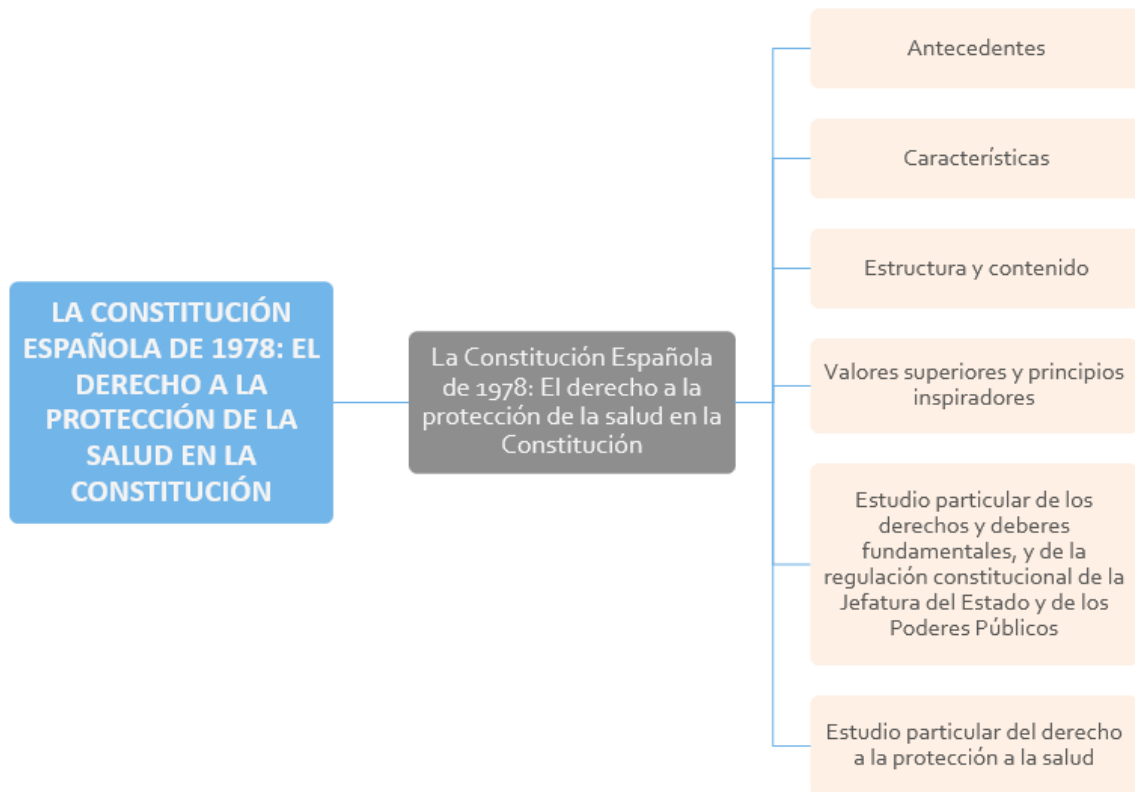 LA CONSTITUCIÓN
ESPAÑOLA DE 1978: EL
DERECHO A LA
PROTECCIÓN DE LA
SALUD EN LA
CONSTITUCIÓN
La Constitución Española
de 1978: El derecho a la
protección de la salud en la
Constitución
Antecedentes
Características
Estructura y contenido
Valores superiores y principios
inspiradores
Estudio particular de los
derechos y deberes
fundamentales, y de la
regulación constitucional de la
Jefatura del Estado y de los
Poderes Públicos
Estudio particular del derecho
a la protección a la salud